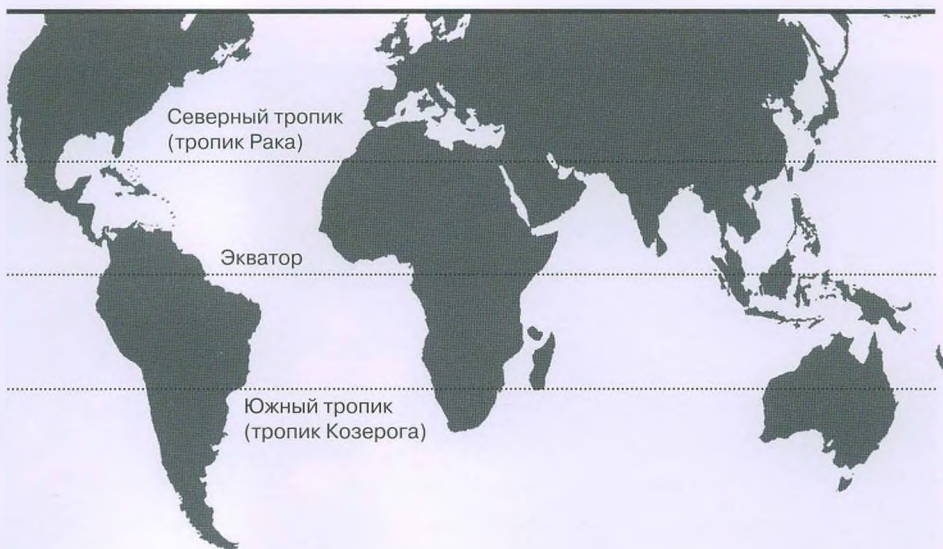 Северный тропик
(тропик Рака)
Экватор
Южный тропик
(тропик Козерога)